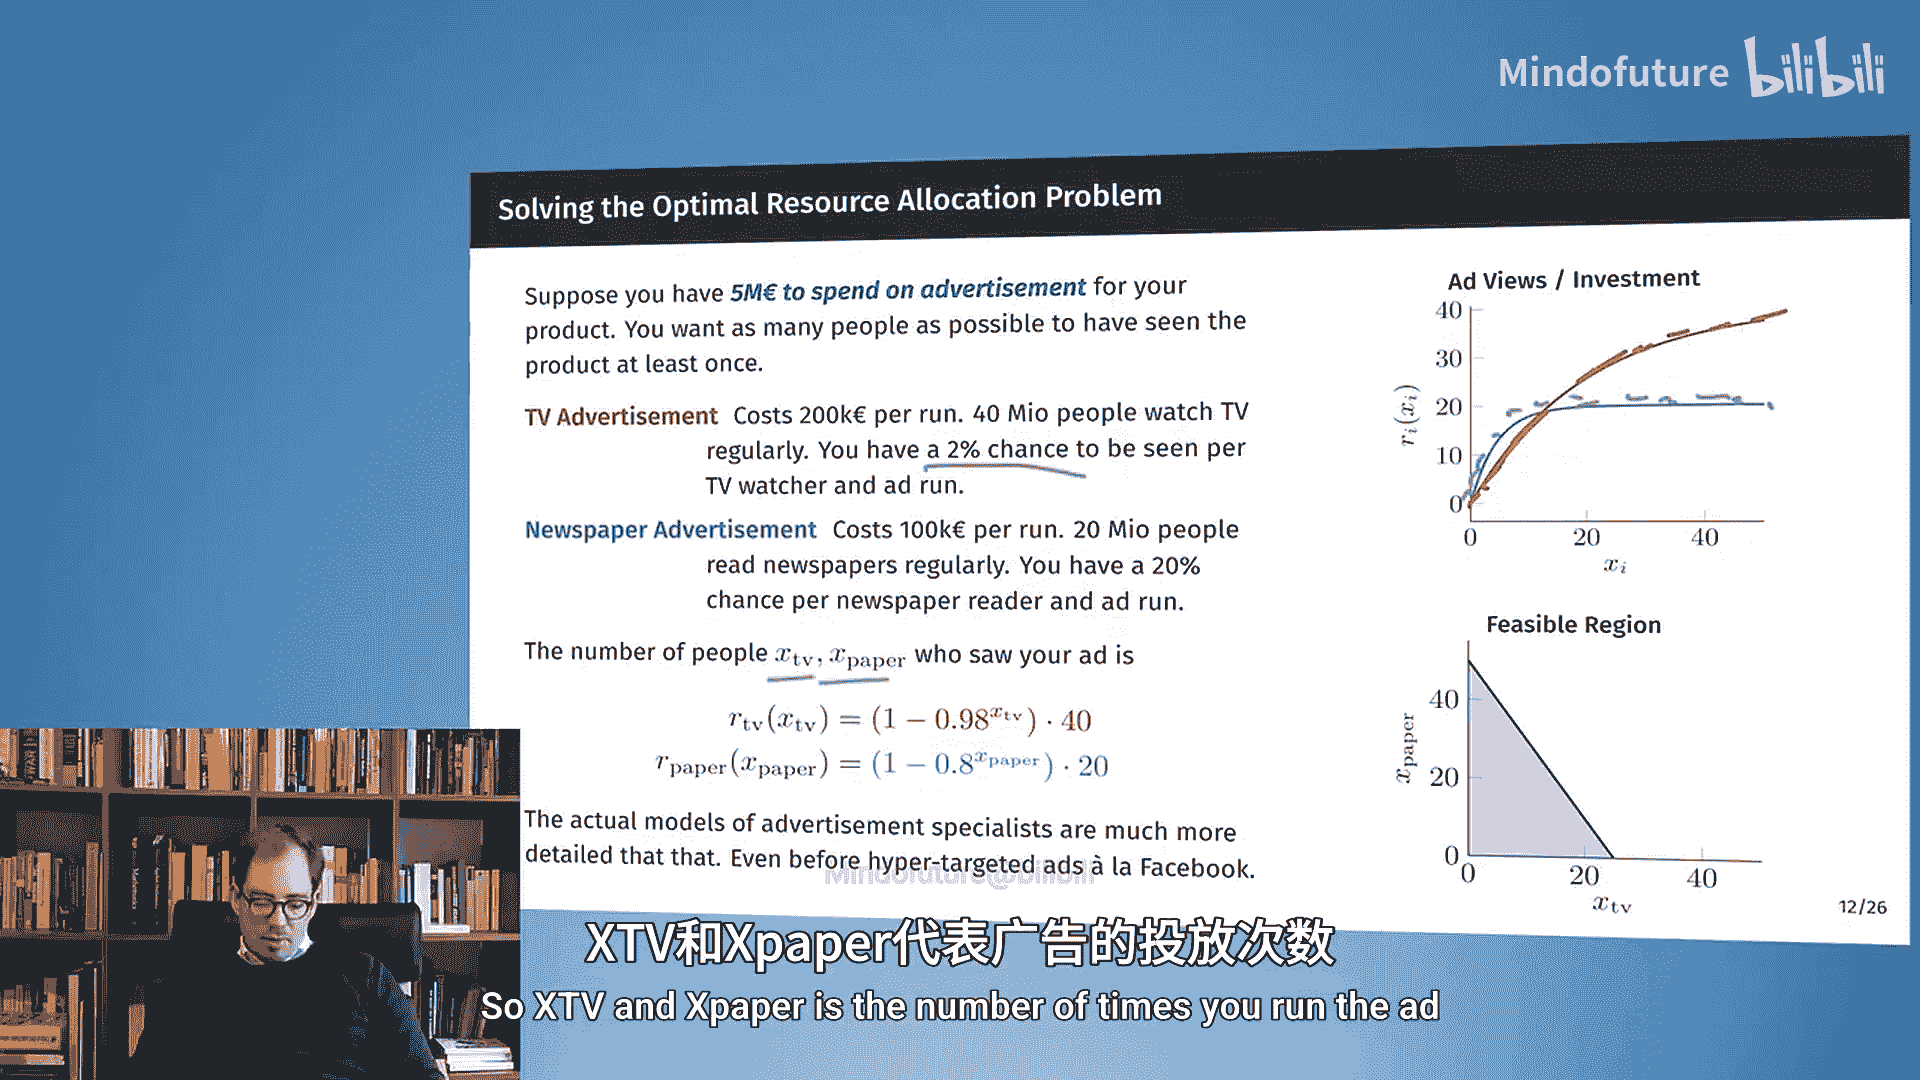 Mindofuture bilibili
Solving the Optimal Resource Allocation Problem
Suppose you have 5M€ to spend on advertisement for your
product. You want as many people as possible to have seen the
product at least once.
TV Advertisement Costs 200k€ per run. 40 Mio people watch TV
regularly. You have a 2% chance to be seen per
TV watcher and ad run.
Newspaper Advertisement Costs 100k€ per run. 20 Mio people
read newspapers regularly. You have a 20%
chance per newspaper reader and ad run.
The number of people x_tv, x_paper who saw your ad is
r_tv(x_tv) = (1 − 0.98^x_tv) · 40
r_paper(x_paper) = (1 − 0.8^x_paper) · 20
The actual models of advertisement specialists are much more
detailed that that. Even before hyper-targeted ads à la Facebook.
Mindofuture@bilibili
Ad Views / Investment
40
30
20
10
0
r_i(x_i)
0 20 40
x_i
Feasible Region
40
20
0
x_paper
0 20 40
x_tv
12/26
XTV和Xpaper代表广告的投放次数
So XTV and Xpaper is the number of times you run the ad